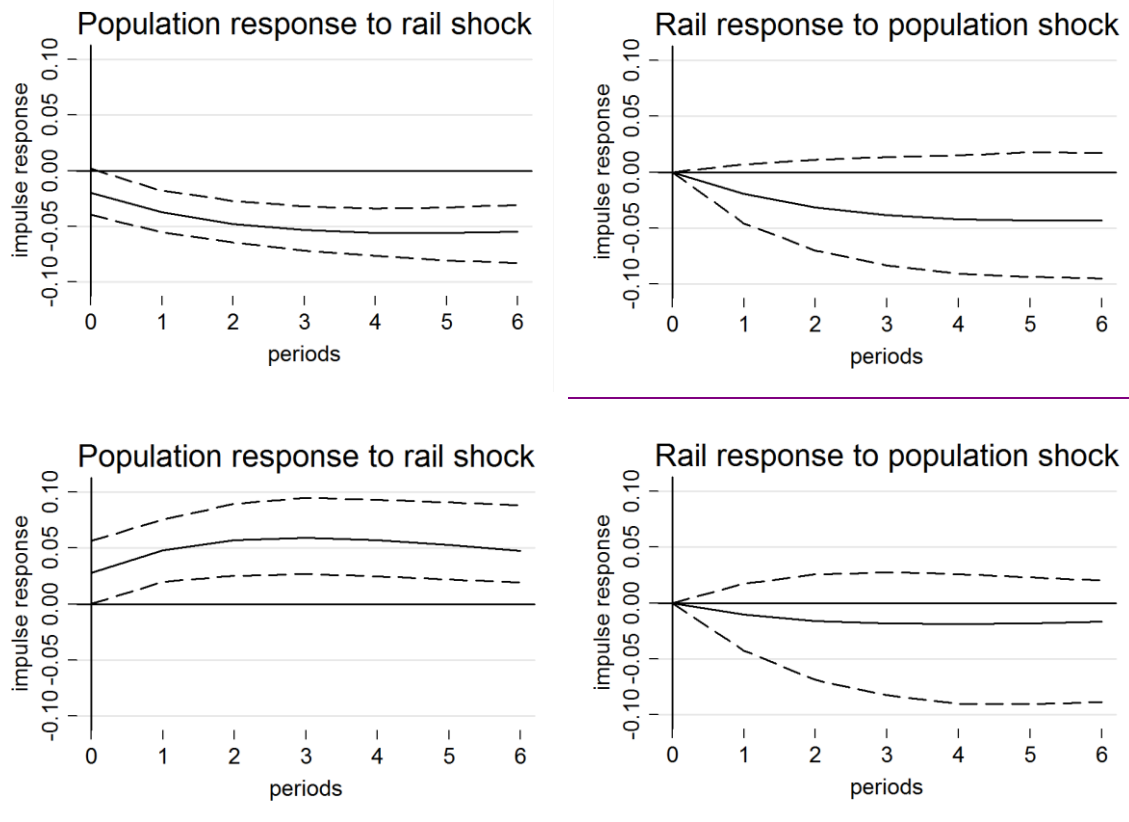 Population response to rail shock
impulse response
0.10
0.05
0.00
-0.05
-0.10
0 1 2 3 4 5 6
periods
Rail response to population shock
impulse response
0.10
0.05
0.00
-0.05
-0.10
0 1 2 3 4 5 6
periods
Population response to rail shock
impulse response
0.10
0.05
0.00
-0.05
-0.10
0 1 2 3 4 5 6
periods
Rail response to population shock
impulse response
0.10
0.05
0.00
-0.05
-0.10
0 1 2 3 4 5 6
periods